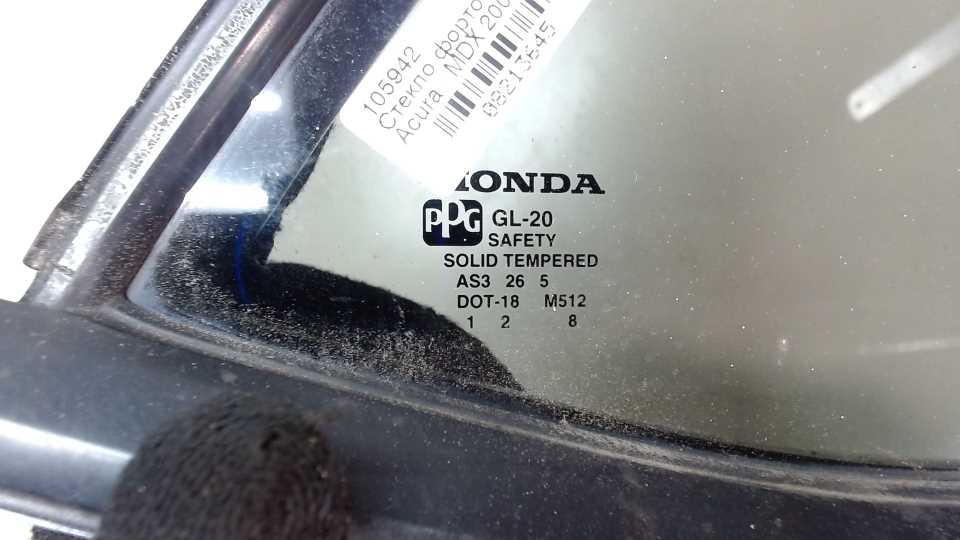 105942
Стекло форто
Acura MDX 200
08213645
HONDA
PPG GL-20
SAFETY
SOLID TEMPERED
AS3 26 5
DOT-18 M512
1 2 8